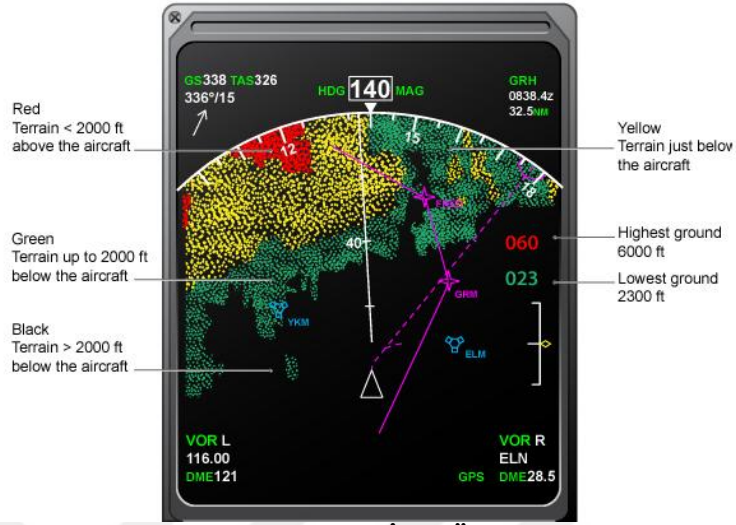 GS338 TAS326
336°/15
HDG 140 MAG
GRH
0838.4z
32.5NM
Red
Terrain < 2000 ft
above the aircraft
12
15
18
Yellow
Terrain just below
the aircraft
Green
Terrain up to 2000 ft
below the aircraft
40
060
Highest ground
6000 ft
023
Lowest ground
2300 ft
GRM
YKM
ELM
Black
Terrain > 2000 ft
below the aircraft
VOR L
116.00
DME121
VOR R
ELN
GPS DME28.5